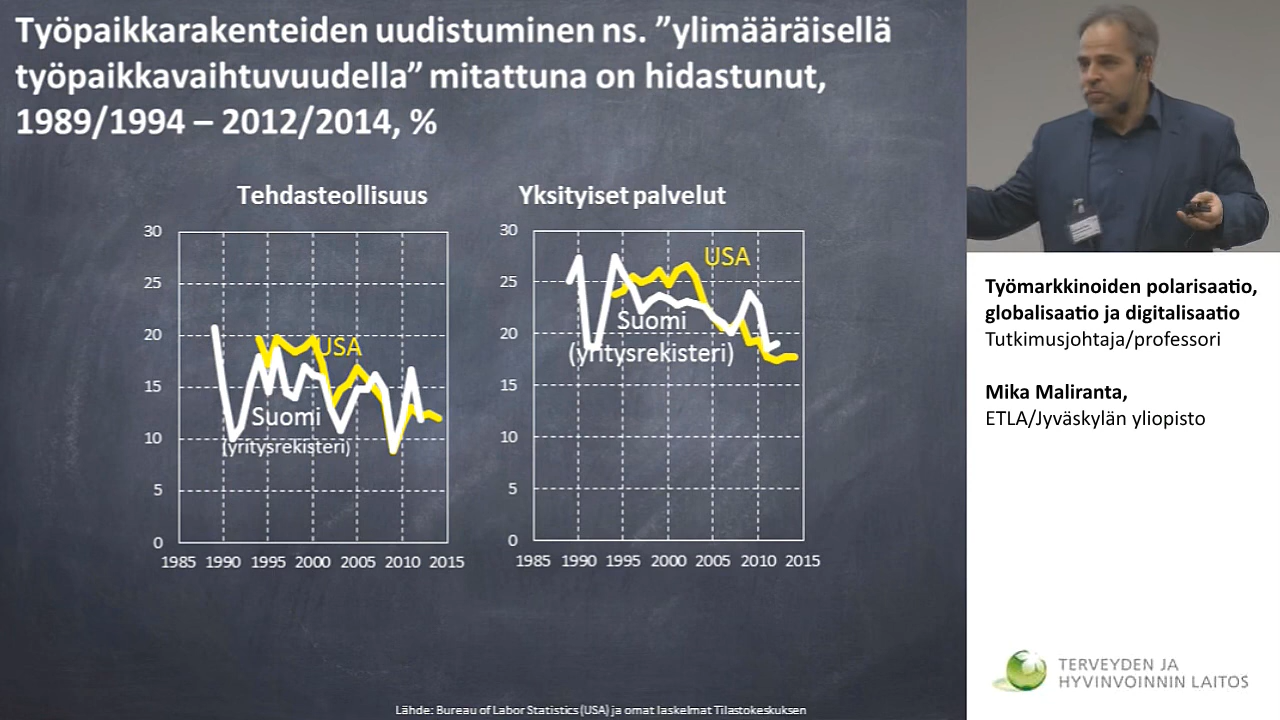 Työpaikkarakenteiden uudistuminen ns. ”ylimääräisellä
työpaikkavaihtuvuudella” mitattuna on hidastunut,
1989/1994 – 2012/2014, %
Tehdasteollisuus
30
25
20
15
10
5
0
1985 1990 1995 2000 2005 2010 2015
USA
Suomi
(yritysrekisteri)
Yksityiset palvelut
30
25
20
15
10
5
0
1985 1990 1995 2000 2005 2010 2015
USA
Suomi
(yritysrekisteri)
Lähde: Bureau of Labor Statistics (USA) ja omat laskelmat Tilastokeskuksen
Työmarkkinoiden polarisaatio,
globalisaatio ja digitalisaatio
Tutkimusjohtaja/professori
Mika Maliranta,
ETLA/Jyväskylän yliopisto
TERVEYDEN JA
HYVINVOINNIN LAITOS